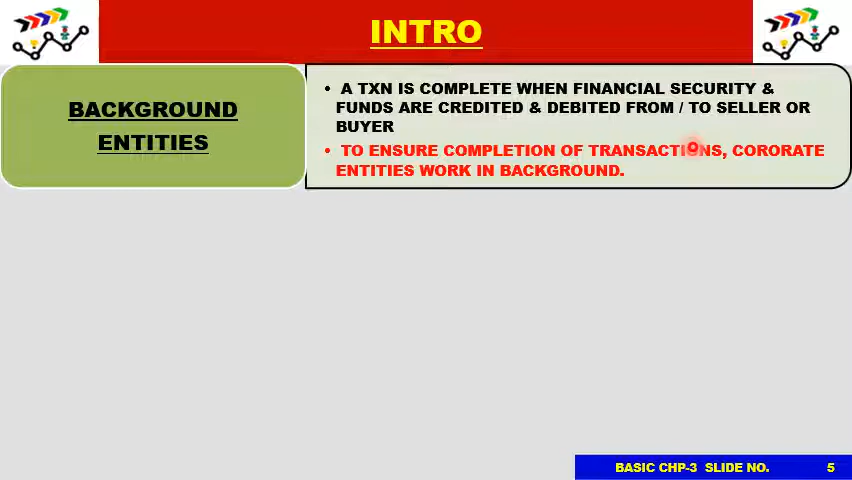 INTRO
BACKGROUND
ENTITIES
• A TXN IS COMPLETE WHEN FINANCIAL SECURITY &
FUNDS ARE CREDITED & DEBITED FROM / TO SELLER OR
BUYER
• TO ENSURE COMPLETION OF TRANSACTIONS, CORORATE
ENTITIES WORK IN BACKGROUND.
BASIC CHP-3 SLIDE NO. 5